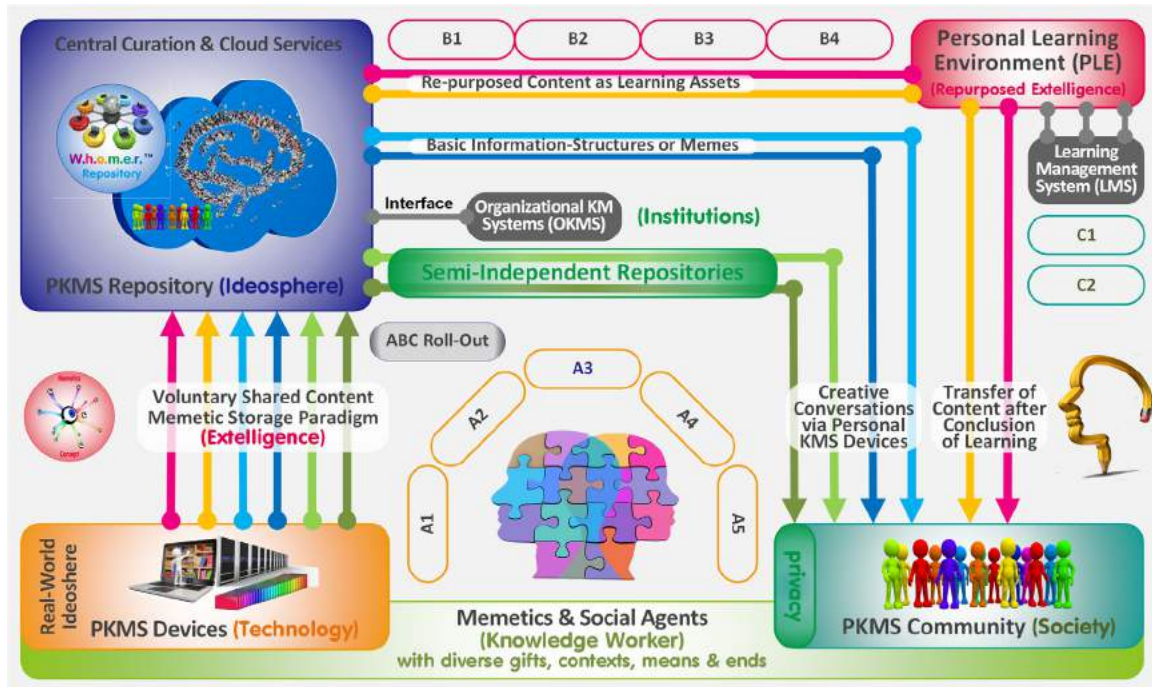 Central Curation & Cloud Services
W.h.o.m.e.r.™
Repository
PKMS Repository (Ideosphere)
B1
B2
B3
B4
Personal Learning
Environment (PLE)
(Repurposed Extelligence)
Re-purposed Content as Learning Assets
Basic Information-Structures or Memes
Learning
Management
System (LMS)
Interface
Organizational KM
Systems (OKMS)
(Institutions)
C1
C2
Semi-Independent Repositories
ABC Roll-Out
Voluntary Shared Content
Memetic Storage Paradigm
(Extelligence)
Memetics
Concept
A1
A2
A3
A4
A5
Creative
Conversations
via Personal
KMS Devices
Transfer of
Content after
Conclusion
of Learning
Real-World
Ideoshere
PKMS Devices (Technology)
Memetics & Social Agents
(Knowledge Worker)
with diverse gifts, contexts, means & ends
privacy
PKMS Community (Society)